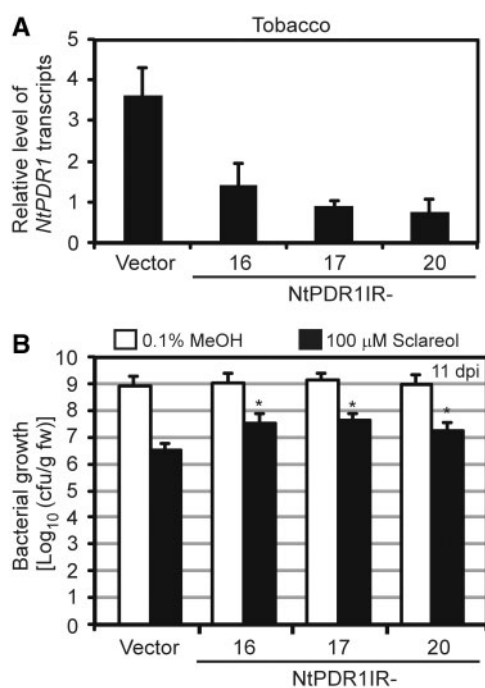 A
Tobacco
Relative level of
NtPDR1 transcripts
5
4
3
2
1
0
Vector 16 17 20
NtPDR1IR-
B
0.1% MeOH 100 μM Sclareol
11 dpi
Bacterial growth
[Log10 (cfu/g fw)]
10
9
8
7
6
5
4
3
2
1
0
* * *
Vector 16 17 20
NtPDR1IR-